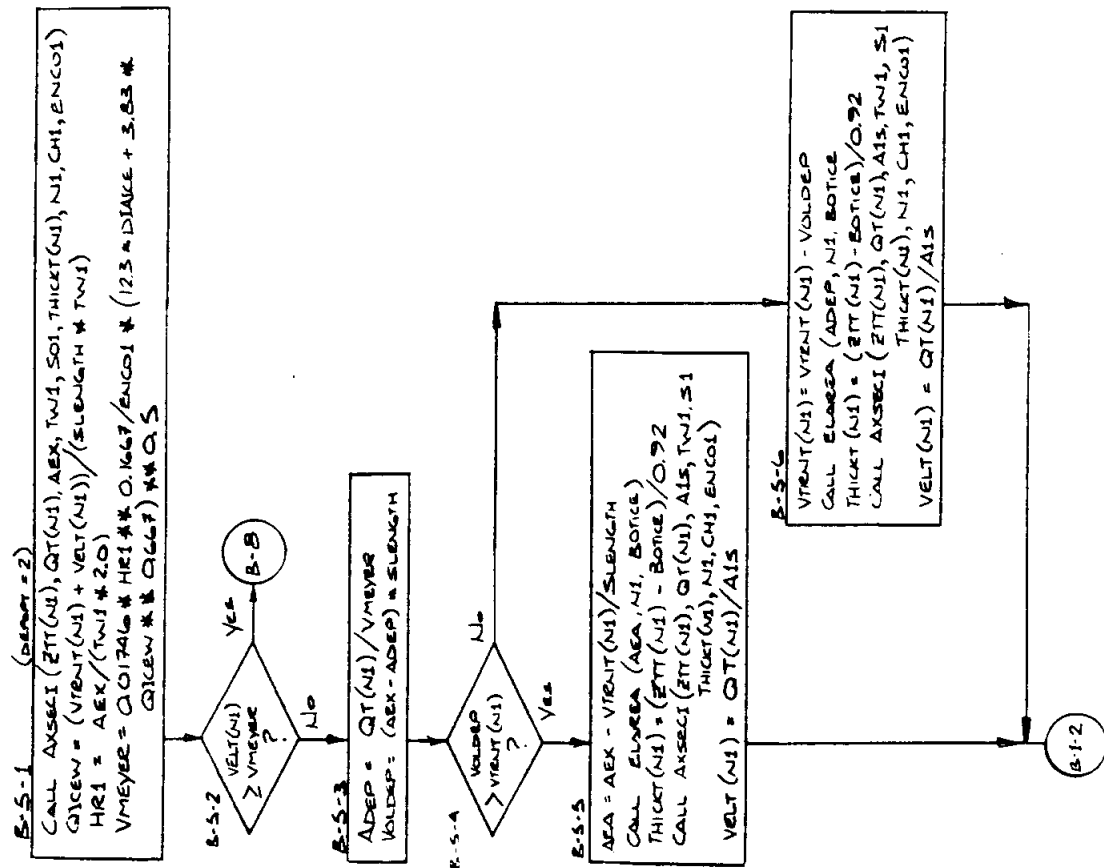 B-5-1 (DEPOPT = 2)
CALL AXSECI (ZTT(N1), QT(N1), AEX, TW1, SO1, THICKT(N1), N1, CH1, ENCO1)
QICEW = (VTRNT(N1) + VELT(N1))/(SLENGTH * TW1)
HR1 = AEX/(TW1 * 2.0)
VMEYER = 0.01746 * HR1 ** 0.1667/ENCO1 * (12.3 * DIAICE + 3.83 *
QICEW ** 0.667) ** 0.5
B-5-2
VELT(N1)
≥ VMEYER
?
YES
B-8
NO
B-5-3
ADEP = QT(N1)/VMEYER
VOLDEP = (AEX - ADEP) * SLENGTH
B-5-4
VOLDEP
> VTRNT(N1)
?
NO
YES
B-5-5
AEA = AEX - VTRNT(N1)/SLENGTH
CALL ELAREA (AEA, N1, BOTICE)
THICKT(N1) = (ZTT(N1) - BOTICE)/0.92
CALL AXSECI (ZTT(N1), QT(N1), A1S, TW1, S1
THICKT(N1), N1, CH1, ENCO1)
VELT(N1) = QT(N1)/A1S
B-5-6
VTRNT(N1) = VTRNT(N1) - VOLDEP
CALL ELAREA (ADEP, N1, BOTICE
THICKT(N1) = (ZTT(N1) - BOTICE)/0.92
CALL AXSECI (ZTT(N1), QT(N1), A1S, TW1, S1
THICKT(N1), N1, CH1, ENCO1)
VELT(N1) = QT(N1)/A1S
B-1-2